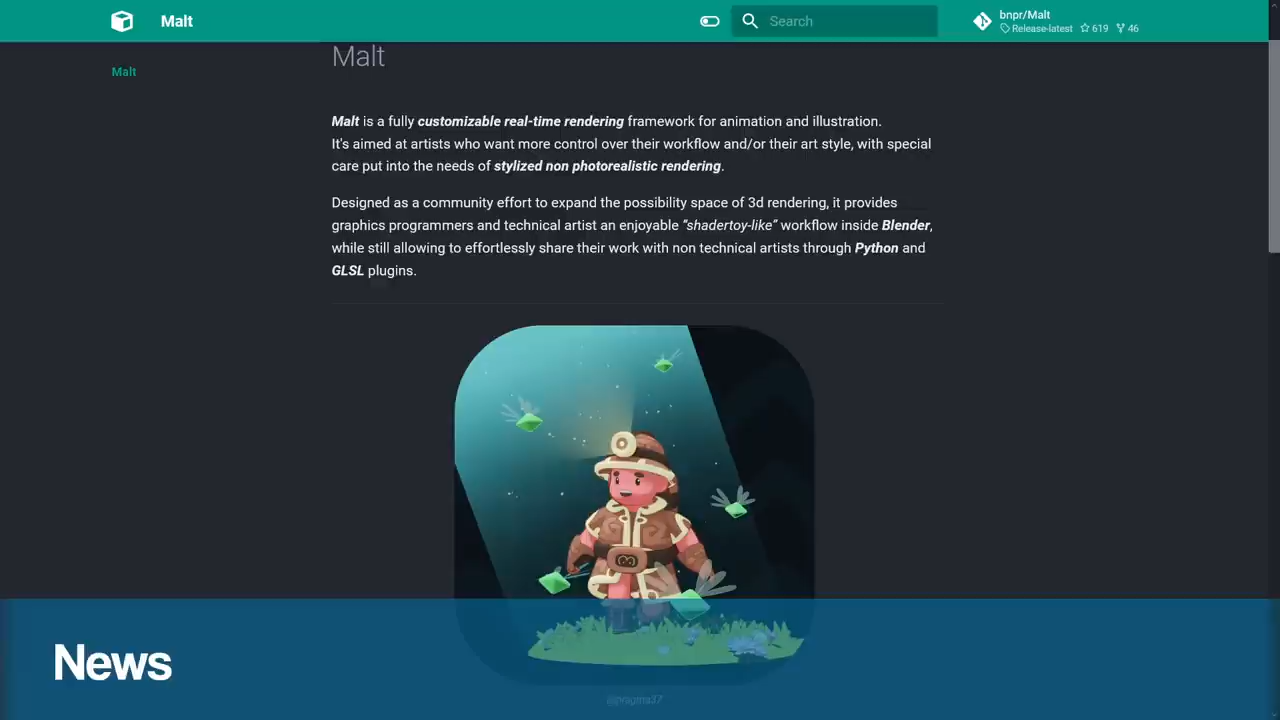 Malt
Search
bnpr/Malt
Release-latest 619 46
Malt
Malt
Malt is a fully customizable real-time rendering framework for animation and illustration.
It's aimed at artists who want more control over their workflow and/or their art style, with special
care put into the needs of stylized non photorealistic rendering.
Designed as a community effort to expand the possibility space of 3d rendering, it provides
graphics programmers and technical artist an enjoyable "shadertoy-like" workflow inside Blender,
while still allowing to effortlessly share their work with non technical artists through Python and
GLSL plugins.
News
@pragma37